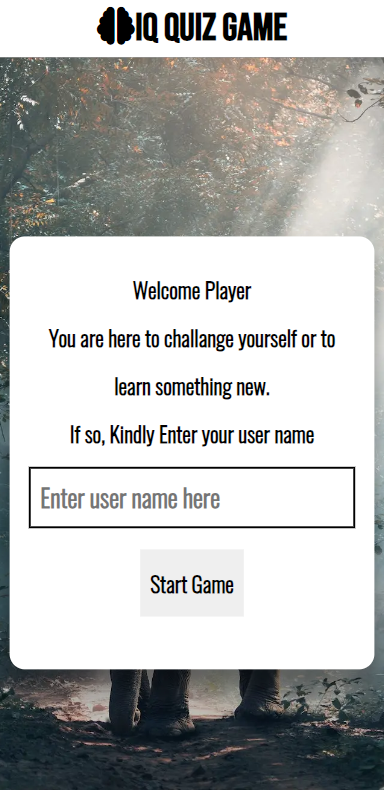 IQ QUIZ GAME
Welcome Player
You are here to challange yourself or to
learn something new.
If so, Kindly Enter your user name
Enter user name here
Start Game